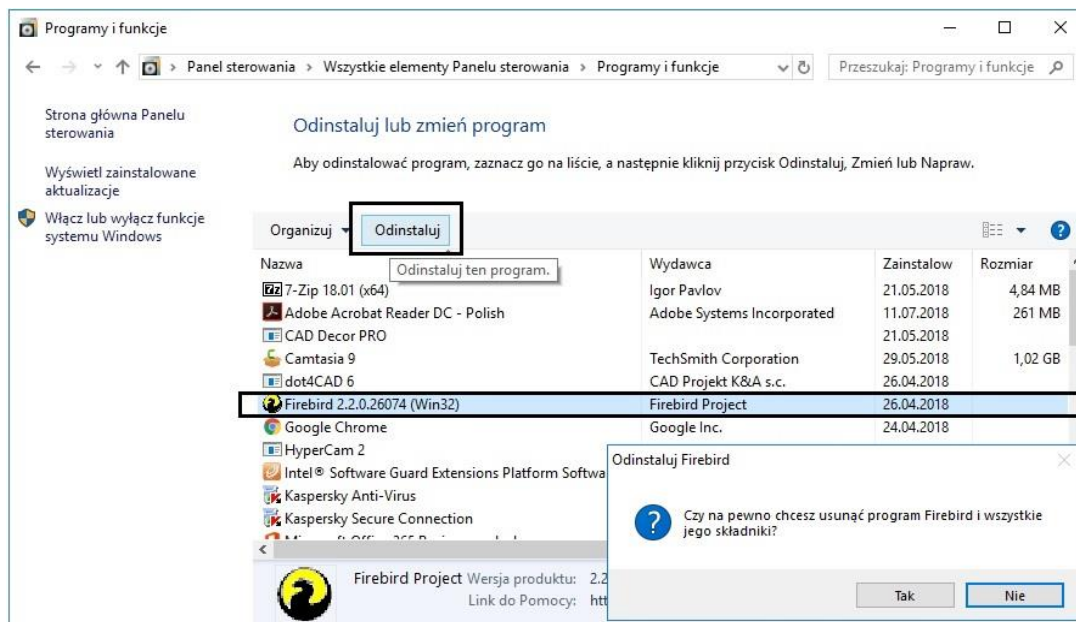 Programy i funkcje
Panel sterowania > Wszystkie elementy Panelu sterowania > Programy i funkcje
Przeszukaj: Programy i funkcje
Strona główna Panelu
sterowania
Wyświetl zainstalowane
aktualizacje
Włącz lub wyłącz funkcje
systemu Windows
Odinstaluj lub zmień program
Aby odinstalować program, zaznacz go na liście, a następnie kliknij przycisk Odinstaluj, Zmień lub Napraw.
Organizuj Odinstaluj
Odinstaluj ten program.
Nazwa Wydawca Zainstalow Rozmiar
7-Zip 18.01 (x64) Igor Pavlov 21.05.2018 4,84 MB
Adobe Acrobat Reader DC - Polish Adobe Systems Incorporated 11.07.2018 261 MB
CAD Decor PRO 21.05.2018
Camtasia 9 TechSmith Corporation 29.05.2018 1,02 GB
dot4CAD 6 CAD Projekt K&A s.c. 26.04.2018
Firebird 2.2.0.26074 (Win32) Firebird Project 26.04.2018
Google Chrome Google Inc. 24.04.2018
HyperCam 2
Intel® Software Guard Extensions Platform Softwa
Kaspersky Anti-Virus
Kaspersky Secure Connection
Firebird Project Wersja produktu: 2.2
Link do Pomocy: htt
Odinstaluj Firebird
Czy na pewno chcesz usunąć program Firebird i wszystkie
jego składniki?
Tak Nie